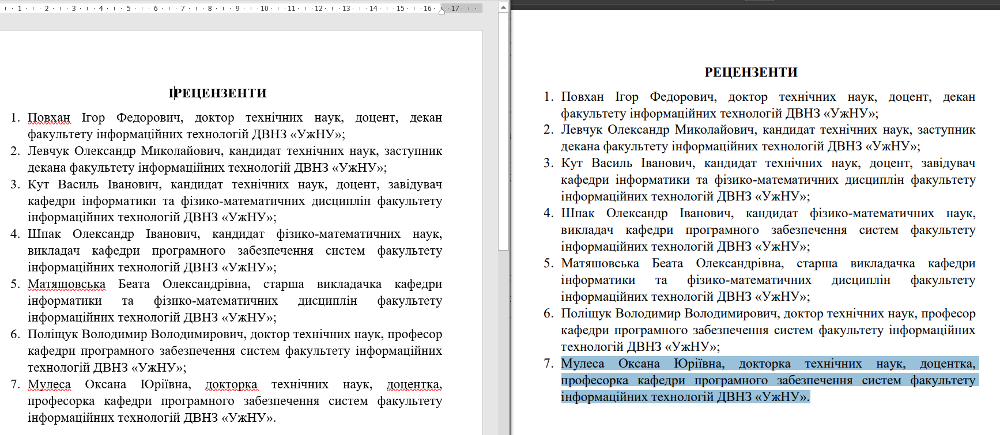 1 2 3 4 5 6 7 8 9 10 11 12 13 14 15 16 17
ІРЕЦЕНЗЕНТИ
1. Повхан Ігор Федорович, доктор технічних наук, доцент, декан
факультету інформаційних технологій ДВНЗ «УжНУ»;
2. Левчук Олександр Миколайович, кандидат технічних наук, заступник
декана факультету інформаційних технологій ДВНЗ «УжНУ»;
3. Кут Василь Іванович, кандидат технічних наук, доцент, завідувач
кафедри інформатики та фізико-математичних дисциплін факультету
інформаційних технологій ДВНЗ «УжНУ»;
4. Шпак Олександр Іванович, кандидат фізико-математичних наук,
викладач кафедри програмного забезпечення систем факультету
інформаційних технологій ДВНЗ «УжНУ»;
5. Матяшовська Беата Олександрівна, старша викладачка кафедри
інформатики та фізико-математичних дисциплін факультету
інформаційних технологій ДВНЗ «УжНУ»;
6. Поліщук Володимир Володимирович, доктор технічних наук, професор
кафедри програмного забезпечення систем факультету інформаційних
технологій ДВНЗ «УжНУ»;
7. Мулеса Оксана Юріївна, докторка технічних наук, доцентка,
професорка кафедри програмного забезпечення систем факультету
інформаційних технологій ДВНЗ «УжНУ».
РЕЦЕНЗЕНТИ
1. Повхан Ігор Федорович, доктор технічних наук, доцент, декан
факультету інформаційних технологій ДВНЗ «УжНУ»;
2. Левчук Олександр Миколайович, кандидат технічних наук, заступник
декана факультету інформаційних технологій ДВНЗ «УжНУ»;
3. Кут Василь Іванович, кандидат технічних наук, доцент, завідувач
кафедри інформатики та фізико-математичних дисциплін факультету
інформаційних технологій ДВНЗ «УжНУ»;
4. Шпак Олександр Іванович, кандидат фізико-математичних наук,
викладач кафедри програмного забезпечення систем факультету
інформаційних технологій ДВНЗ «УжНУ»;
5. Матяшовська Беата Олександрівна, старша викладачка кафедри
інформатики та фізико-математичних дисциплін факультету
інформаційних технологій ДВНЗ «УжНУ»;
6. Поліщук Володимир Володимирович, доктор технічних наук, професор
кафедри програмного забезпечення систем факультету інформаційних
технологій ДВНЗ «УжНУ»;
7. Мулеса Оксана Юріївна, докторка технічних наук, доцентка,
професорка кафедри програмного забезпечення систем факультету
інформаційних технологій ДВНЗ «УжНУ».